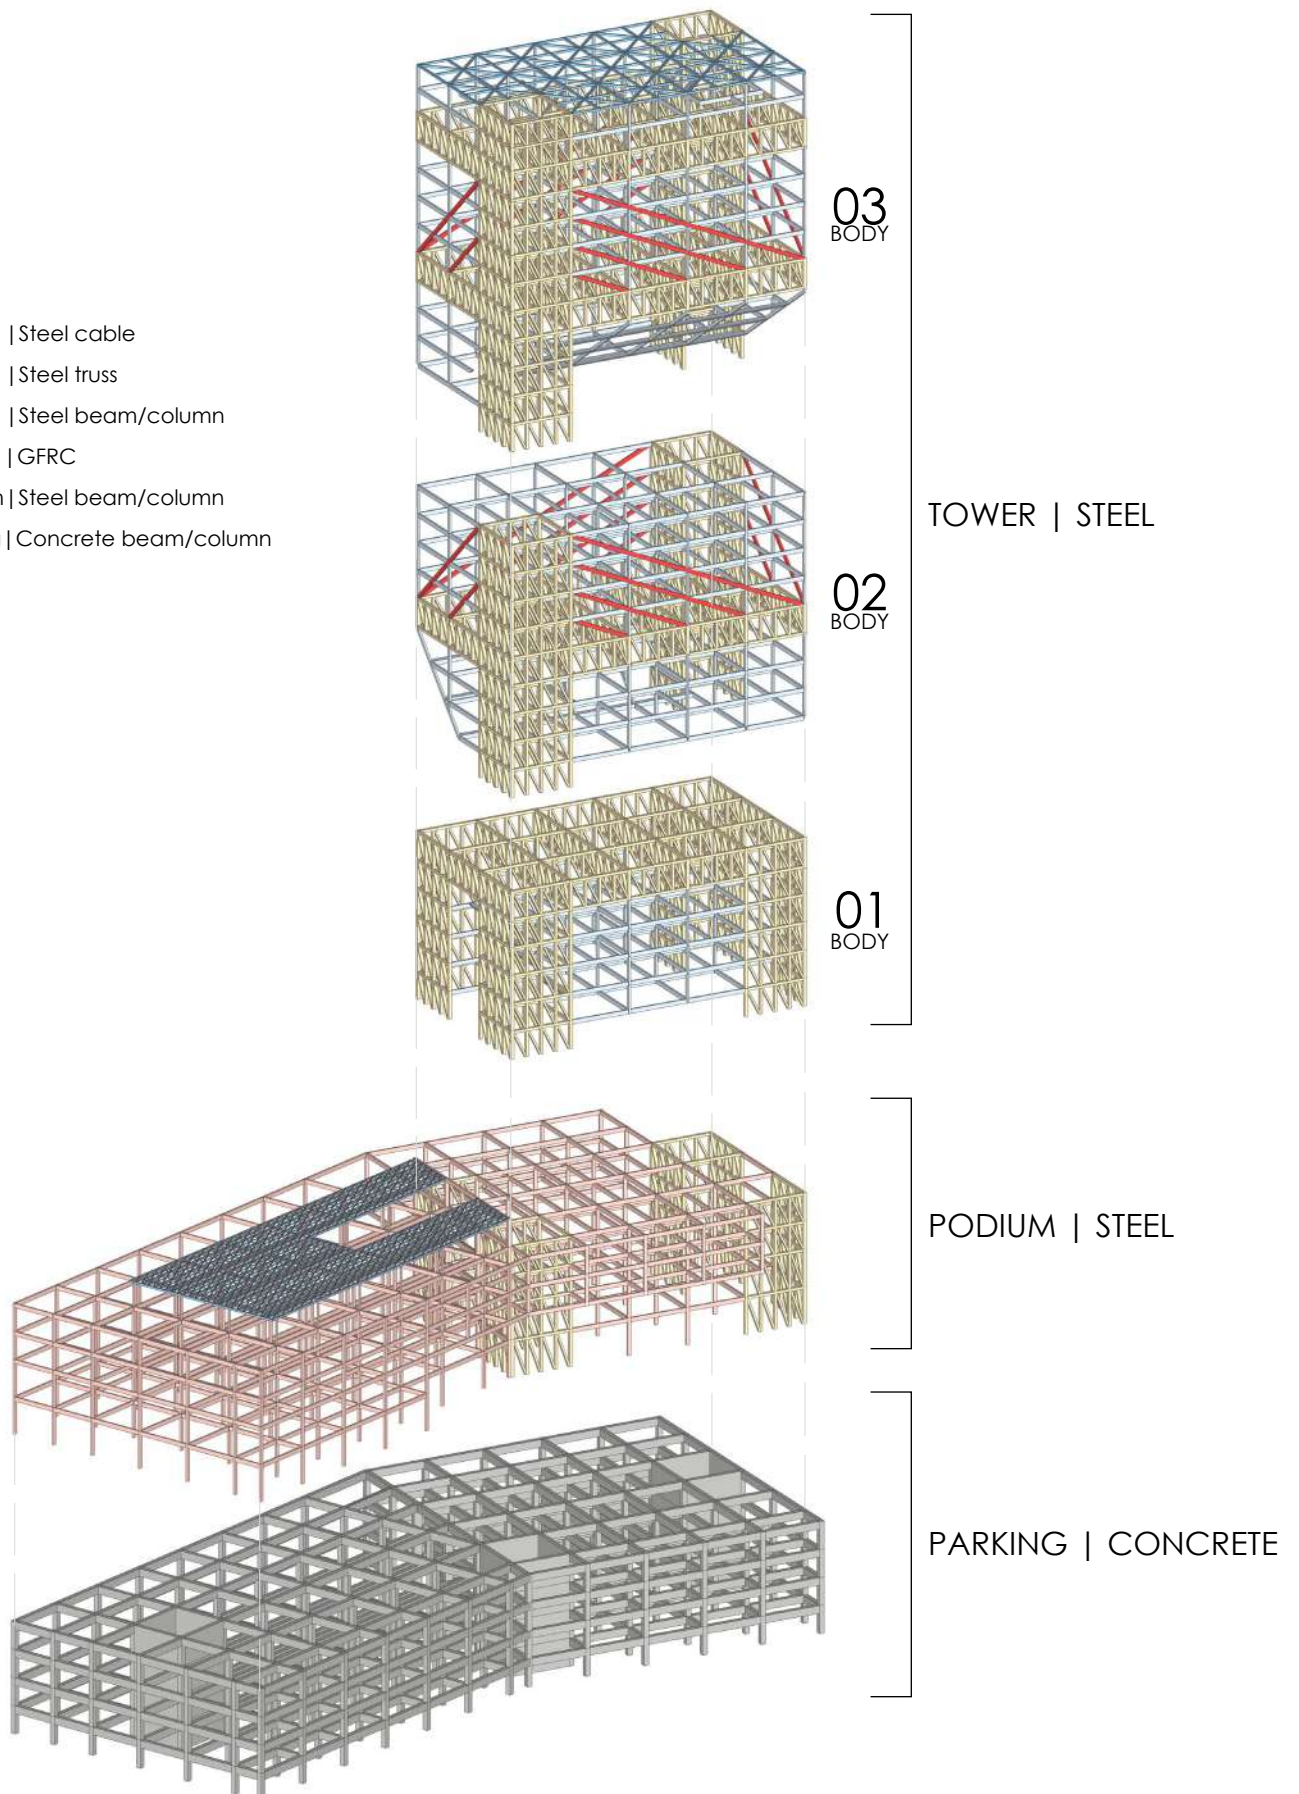 03
BODY
| Steel cable
| Steel truss
| Steel beam/column
| GFRC
| Steel beam/column
| Concrete beam/column
TOWER | STEEL
02
BODY
01
BODY
PODIUM | STEEL
PARKING | CONCRETE